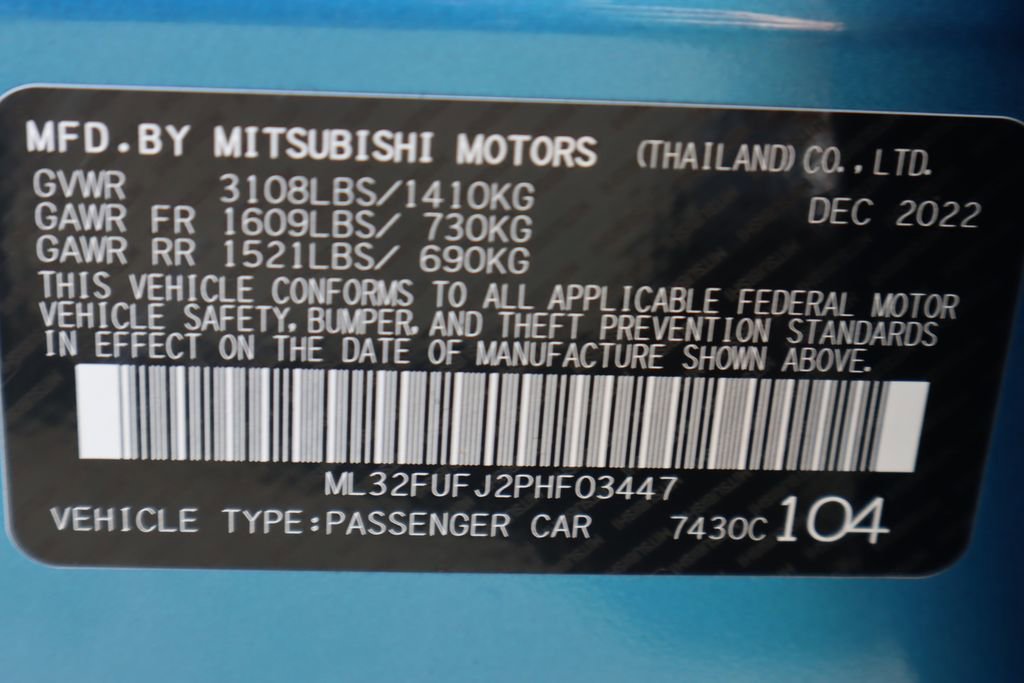 MFD.BY MITSUBISHI MOTORS (THAILAND) CO., LTD.
GVWR 3108LBS/1410KG DEC 2022
GAWR FR 1609LBS/ 730KG
GAWR RR 1521LBS/ 690KG
THIS VEHICLE CONFORMS TO ALL APPLICABLE FEDERAL MOTOR
VEHICLE SAFETY, BUMPER, AND THEFT PREVENTION STANDARDS
IN EFFECT ON THE DATE OF MANUFACTURE SHOWN ABOVE.
ML32FUFJ2PHF03447
VEHICLE TYPE:PASSENGER CAR 7430C 104